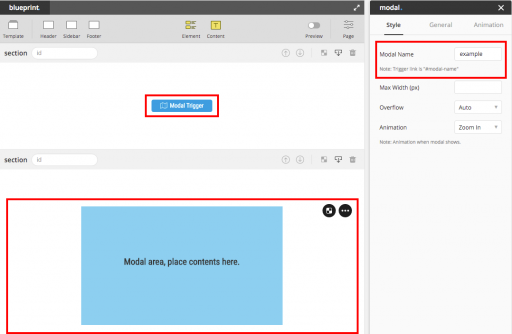 blueprint
Template
Header
Sidebar
Footer
Element
Content
Preview
Page
section
id
Modal Trigger
section
id
Modal area, place contents here.
modal.
Style
General
Animation
Modal Name
example
Note: Trigger link is "#modal-name"
Max Width (px)
Overflow
Auto
Animation
Zoom In
Note: Animation when modal shows.